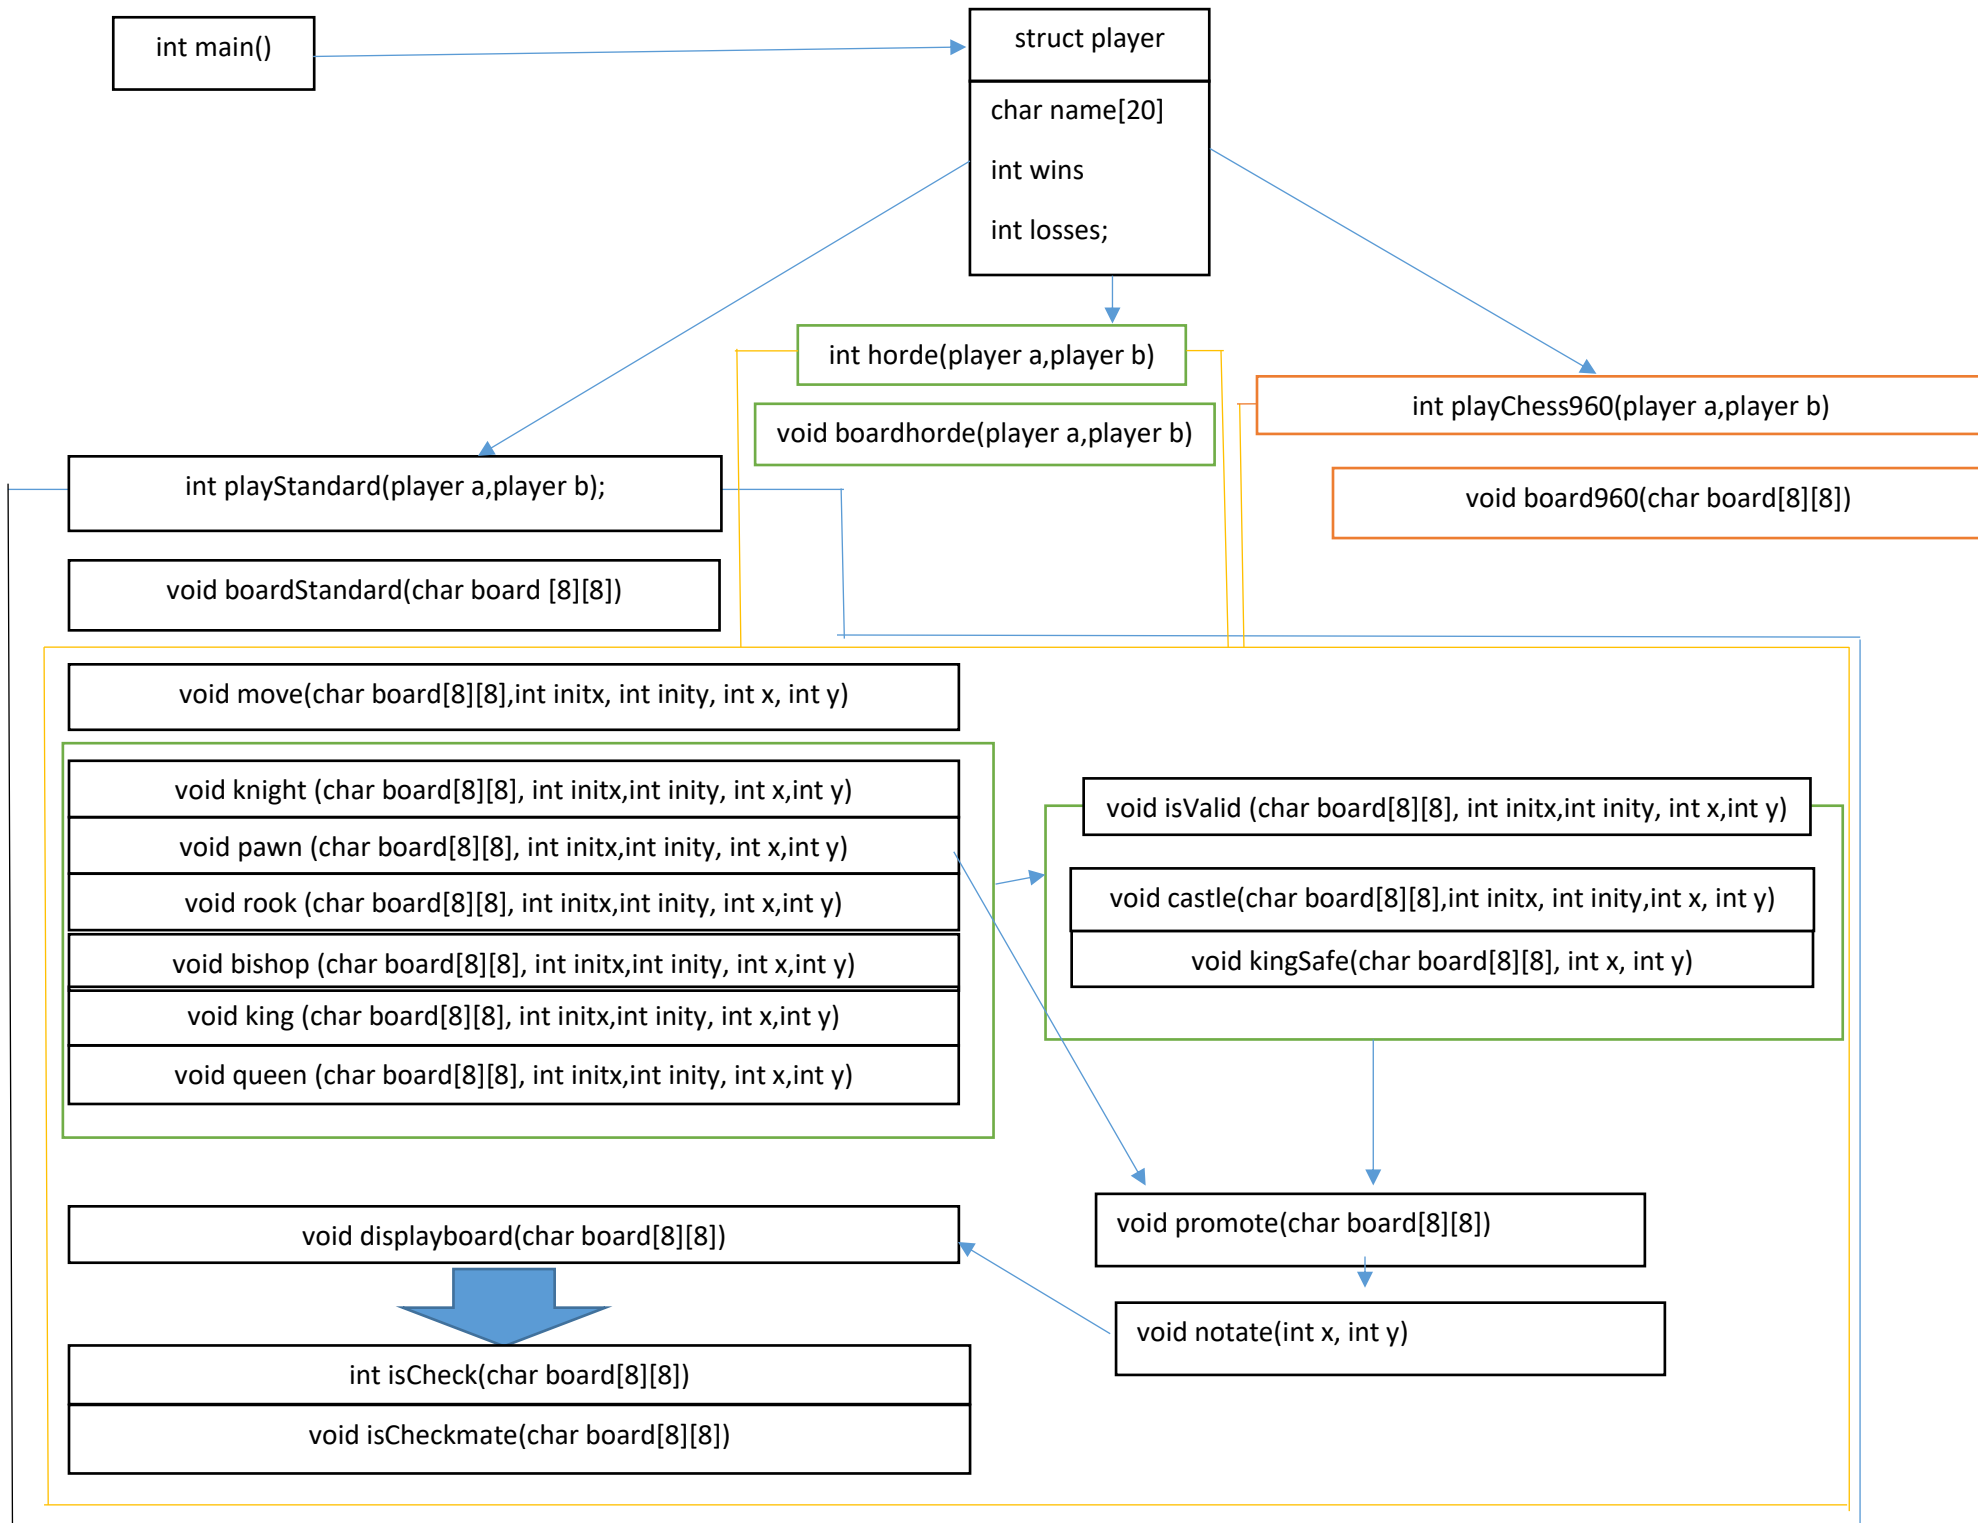 int main()
struct player
char name[20]
int wins
int losses;
int horde(player a,player b)
void boardhorde(player a,player b)
int playChess960(player a,player b)
void board960(char board[8][8])
int playStandard(player a,player b);
void boardStandard(char board [8][8])
void move(char board[8][8],int initx, int inity, int x, int y)
void knight (char board[8][8], int initx,int inity, int x,int y)
void pawn (char board[8][8], int initx,int inity, int x,int y)
void rook (char board[8][8], int initx,int inity, int x,int y)
void bishop (char board[8][8], int initx,int inity, int x,int y)
void king (char board[8][8], int initx,int inity, int x,int y)
void queen (char board[8][8], int initx,int inity, int x,int y)
void isValid (char board[8][8], int initx,int inity, int x,int y)
void castle(char board[8][8],int initx, int inity,int x, int y)
void kingSafe(char board[8][8], int x, int y)
void promote(char board[8][8])
void notate(int x, int y)
void displayboard(char board[8][8])
int isCheck(char board[8][8])
void isCheckmate(char board[8][8])